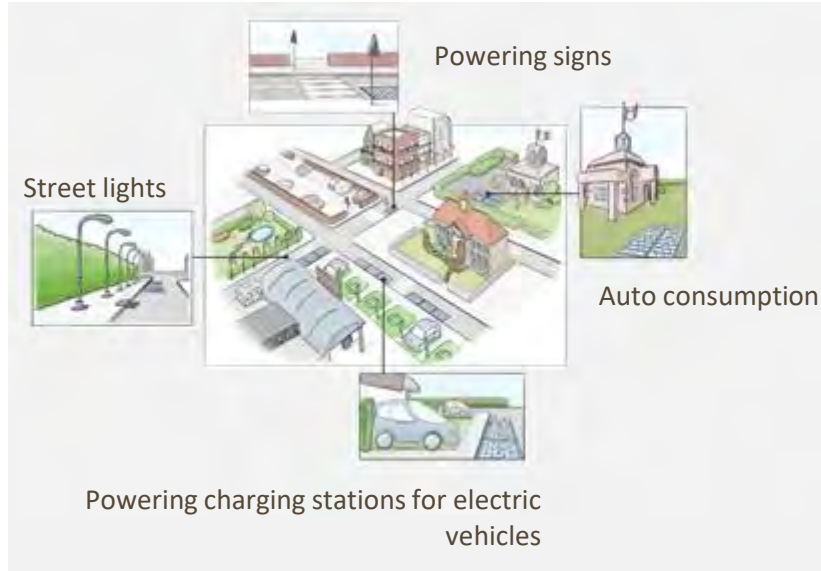 Powering signs
Street lights
Auto consumption
Powering charging stations for electric
vehicles